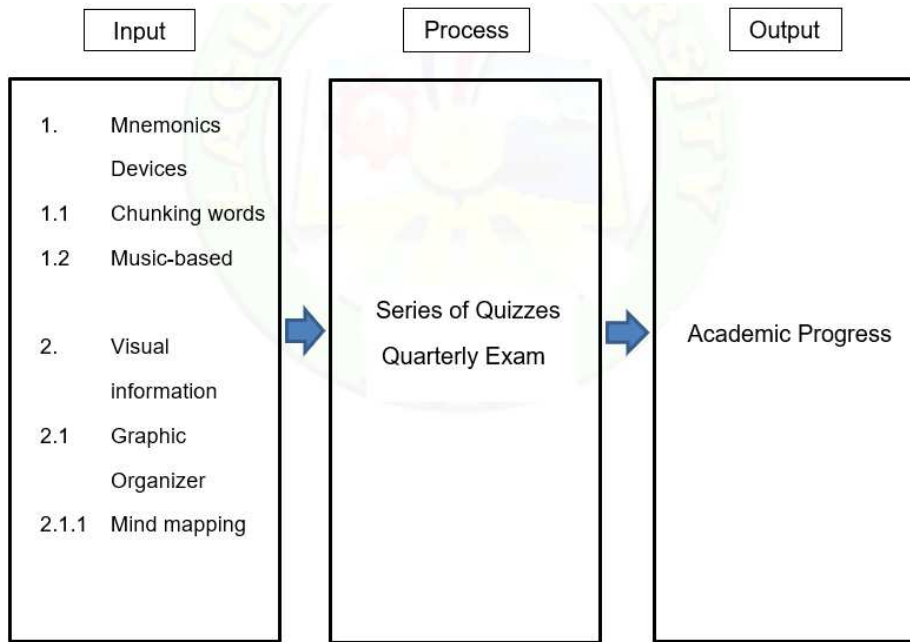 Input
Process
Output
1. Mnemonics
Devices
1.1 Chunking words
1.2 Music-based
2. Visual
information
2.1 Graphic
Organizer
2.1.1 Mind mapping
Series of Quizzes
Quarterly Exam
Academic Progress